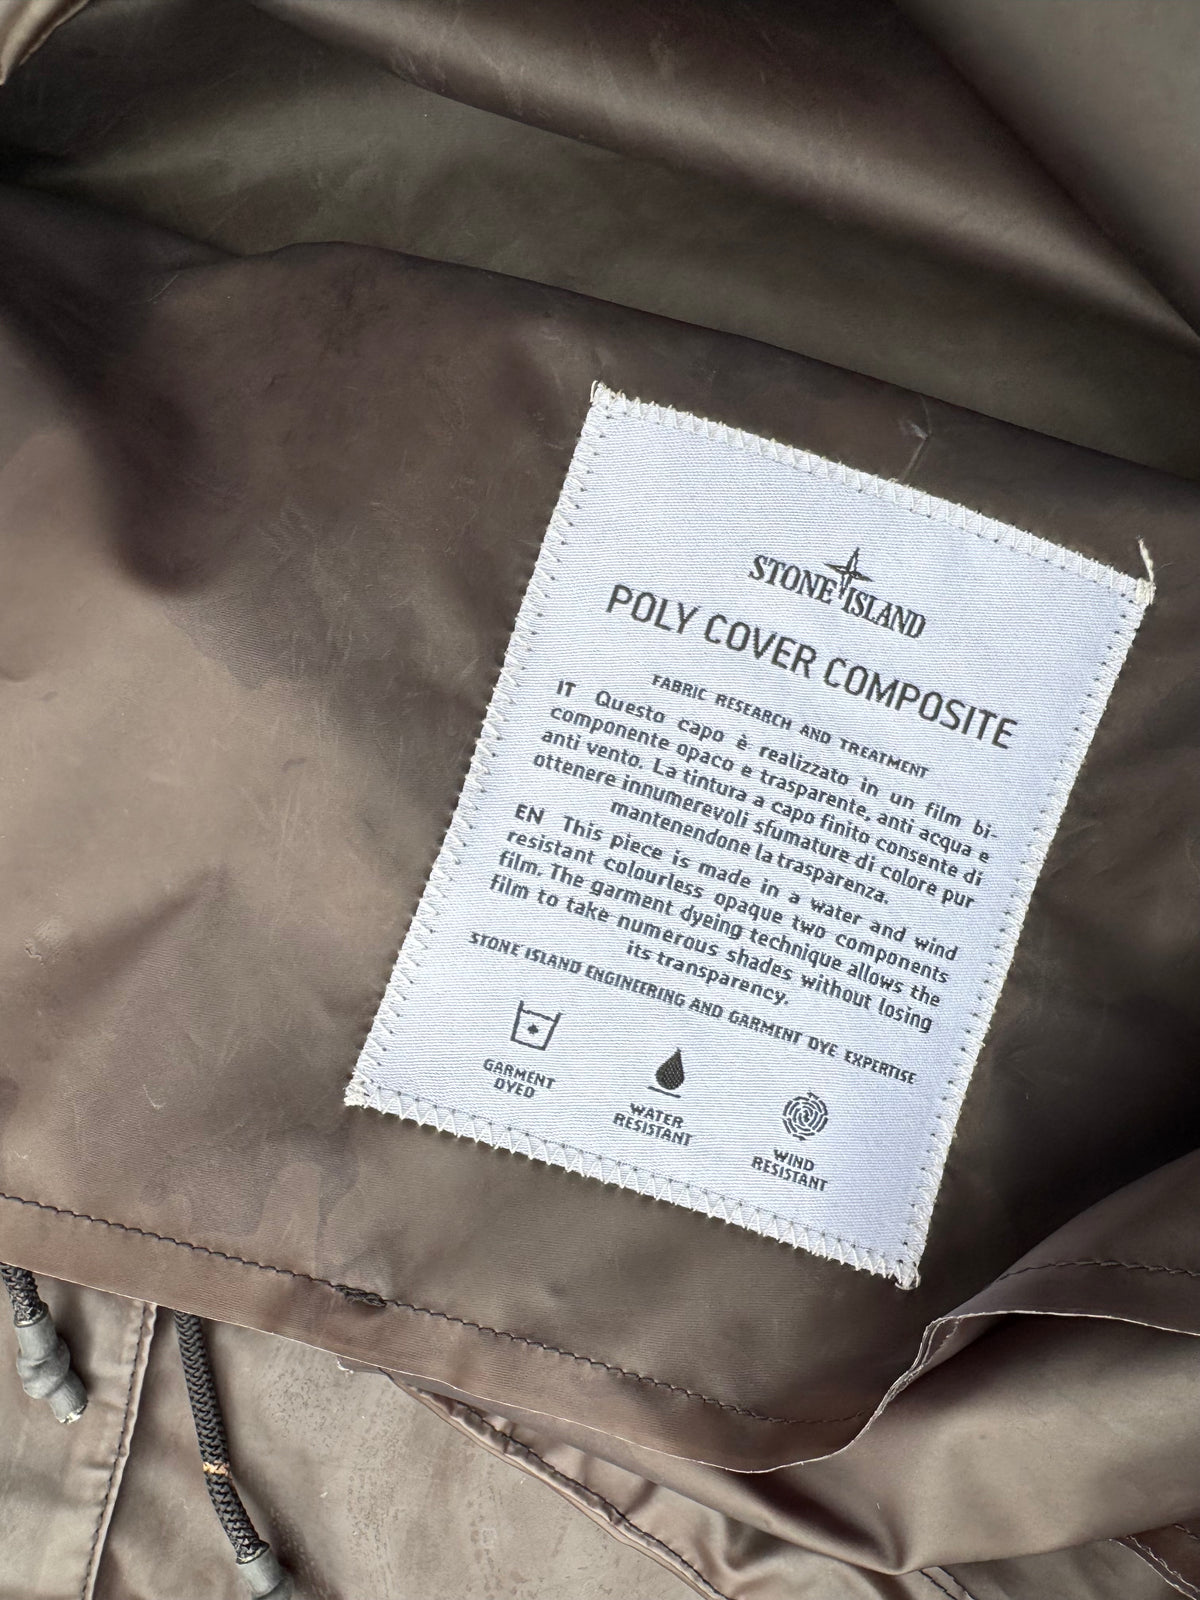 STONE ISLAND
POLY COVER COMPOSITE
FABRIC RESEARCH AND TREATMENT
IT Questo capo è realizzato in un film bi-
componente opaco e trasparente, anti acqua e
anti vento. La tintura a capo finito consente di
ottenere innumerevoli sfumature di colore pur
mantenendone la trasparenza.
EN This piece is made in a water and wind
resistant colourless opaque two components
film. The garment dyeing technique allows the
film to take numerous shades without losing
its transparency.
STONE ISLAND ENGINEERING AND GARMENT DYE EXPERTISE
GARMENT
DYED
WATER
RESISTANT
WIND
RESISTANT